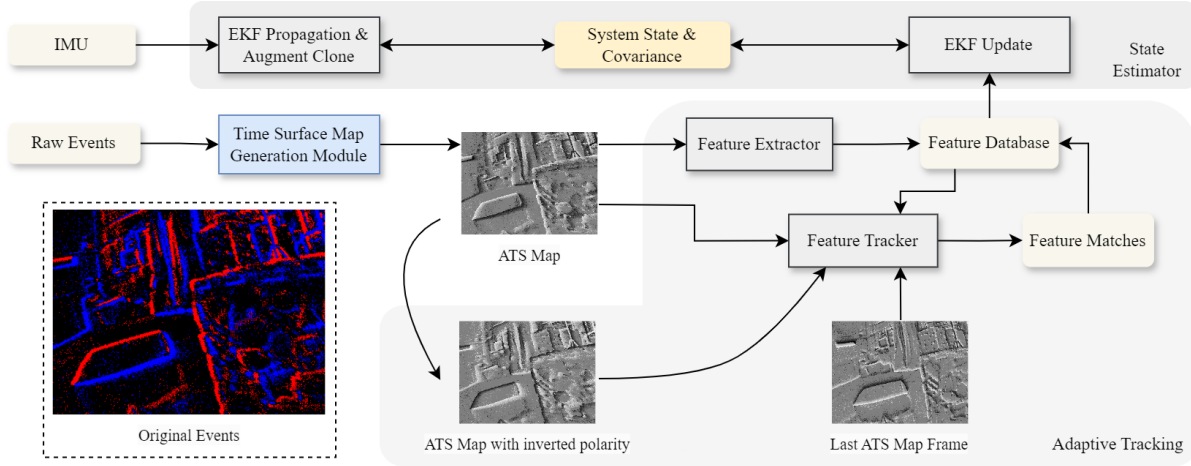 IMU
EKF Propagation &
Augment Clone
System State &
Covariance
EKF Update
State
Estimator
Raw Events
Time Surface Map
Generation Module
Feature Extractor
Feature Database
ATS Map
Feature Tracker
Feature Matches
Original Events
ATS Map with inverted polarity
Last ATS Map Frame
Adaptive Tracking